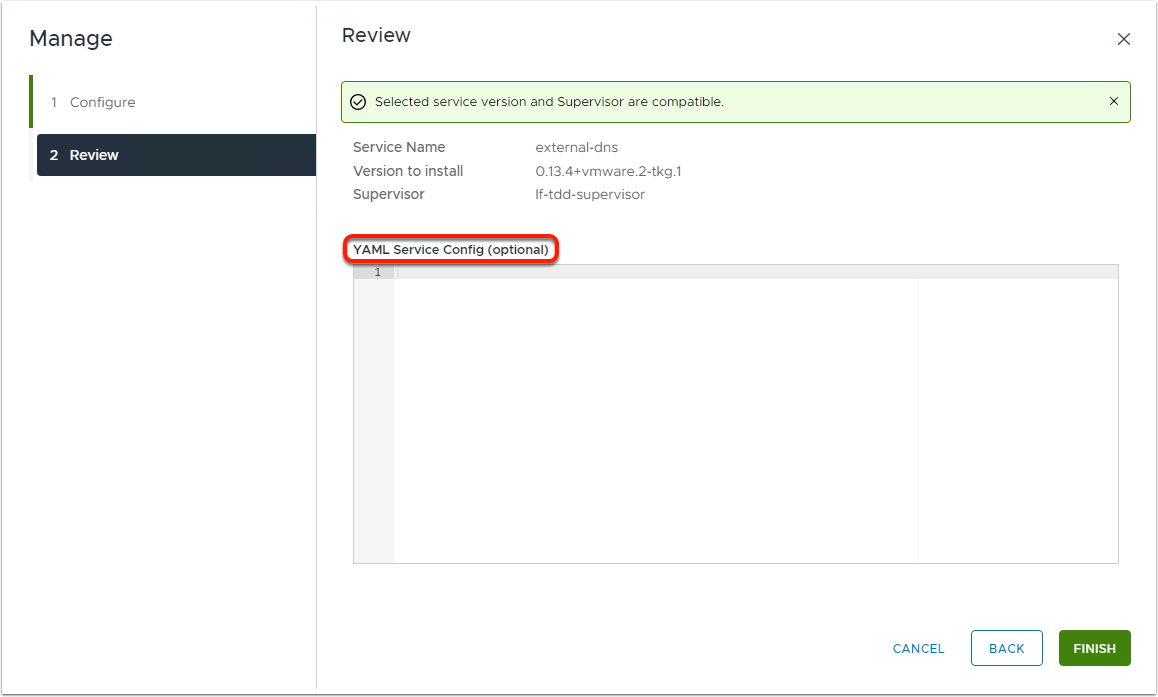 Manage
1 Configure
2 Review
Review
Selected service version and Supervisor are compatible.
Service Name external-dns
Version to install 0.13.4+vmware.2-tkg.1
Supervisor lf-tdd-supervisor
YAML Service Config (optional)
1
CANCEL BACK FINISH